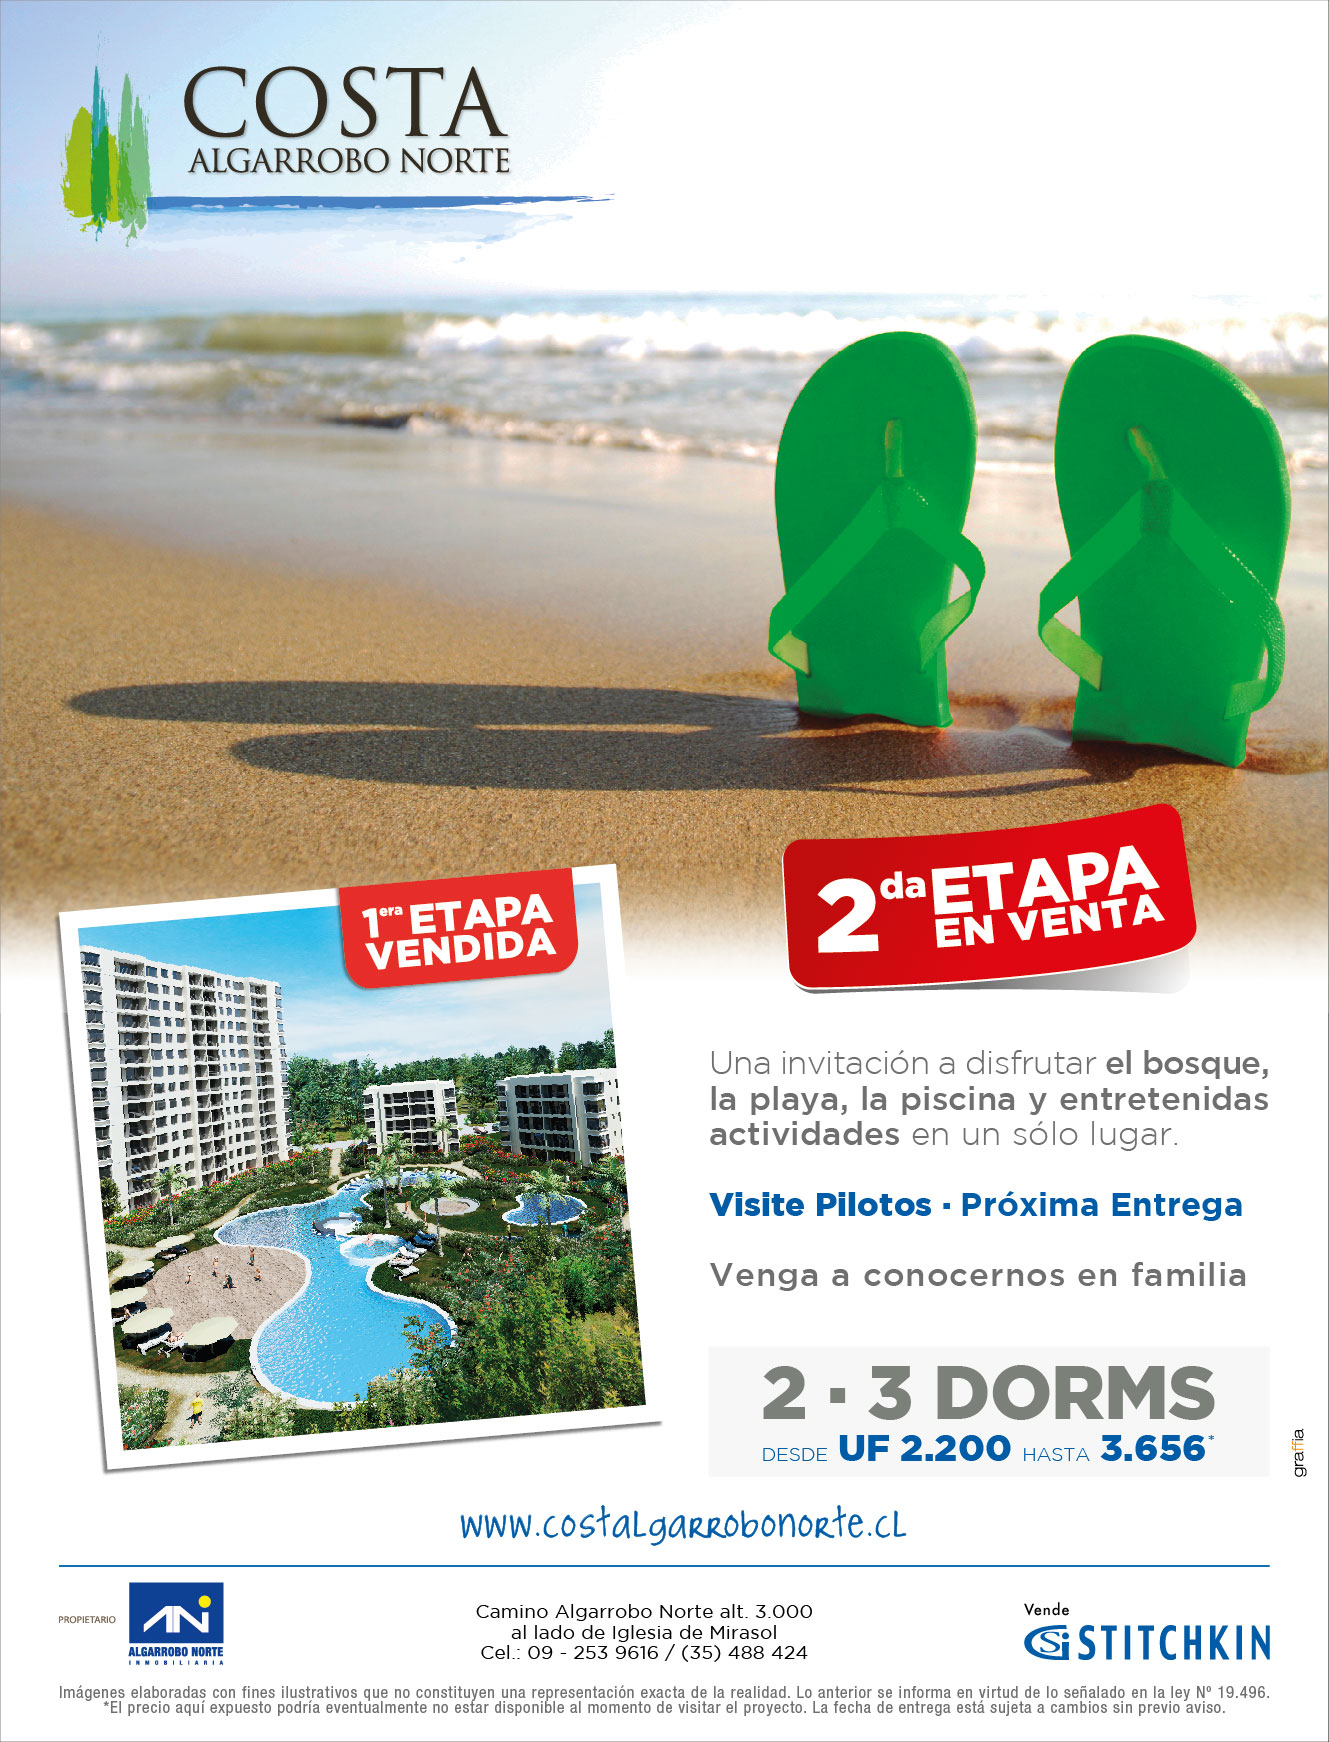 COSTA
ALGARROBO NORTE
2da ETAPA
EN VENTA
1era ETAPA
VENDIDA
Una invitación a disfrutar el bosque,
la playa, la piscina y entretenidas
actividades en un sólo lugar.
Visite Pilotos · Próxima Entrega
Venga a conocernos en familia
2 · 3 DORMS
DESDE UF 2.200 HASTA 3.656*
graffia
www.costalgarrobonorte.cl
PROPIETARIO
ALGARROBO NORTE
INMOBILIARIA
Camino Algarrobo Norte alt. 3.000
al lado de Iglesia de Mirasol
Cel.: 09 - 253 9616 / (35) 488 424
Vende
STITCHKIN
Imágenes elaboradas con fines ilustrativos que no constituyen una representación exacta de la realidad. Lo anterior se informa en virtud de lo señalado en la ley Nº 19.496.
*El precio aquí expuesto podría eventualmente no estar disponible al momento de visitar el proyecto. La fecha de entrega está sujeta a cambios sin previo aviso.